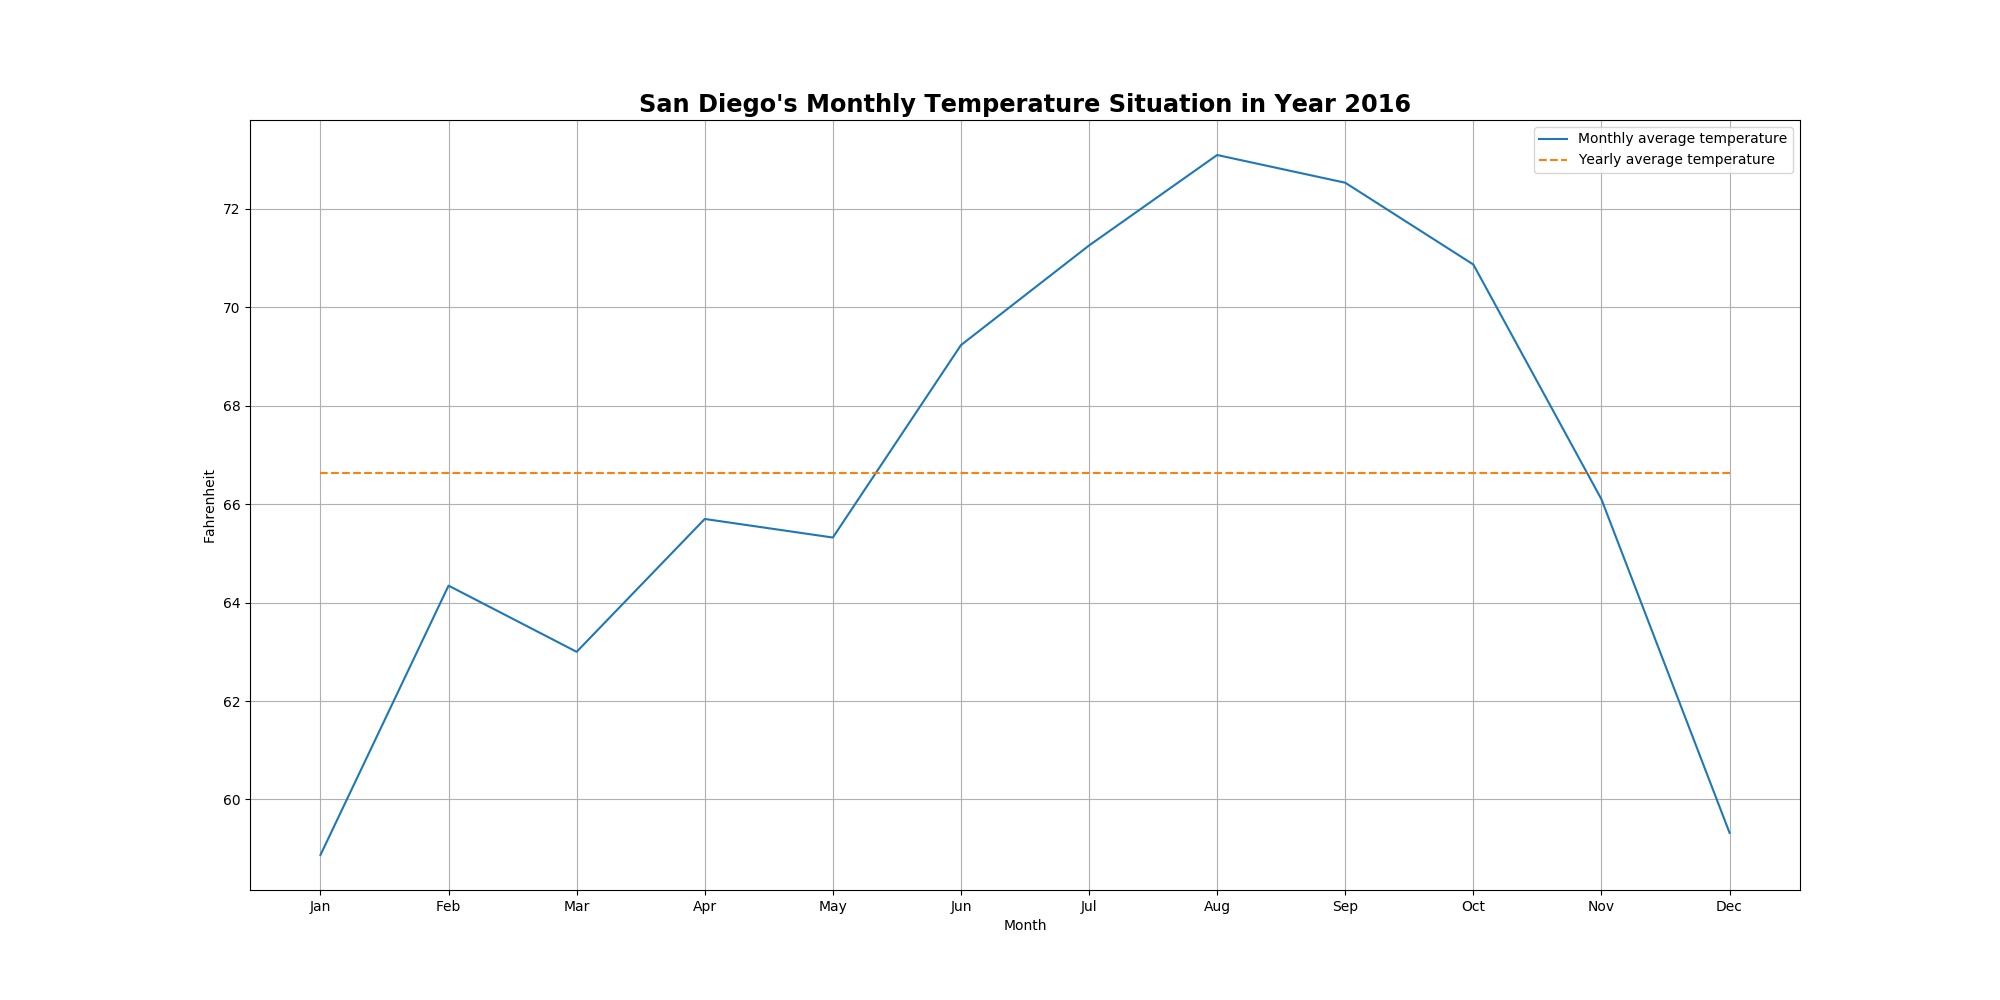 San Diego's Monthly Temperature Situation in Year 2016
Monthly average temperature
Yearly average temperature
72
70
68
66
64
62
60
Fahrenheit
Jan Feb Mar Apr May Jun Jul Aug Sep Oct Nov Dec
Month